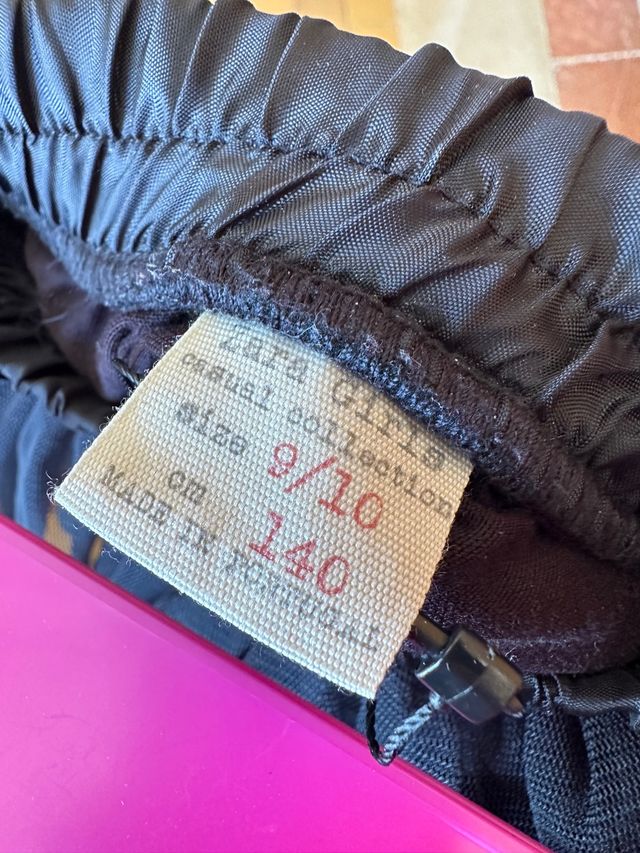 Zara Girls
casual collection
size 9/10
cm 140
MADE IN PORTUGAL